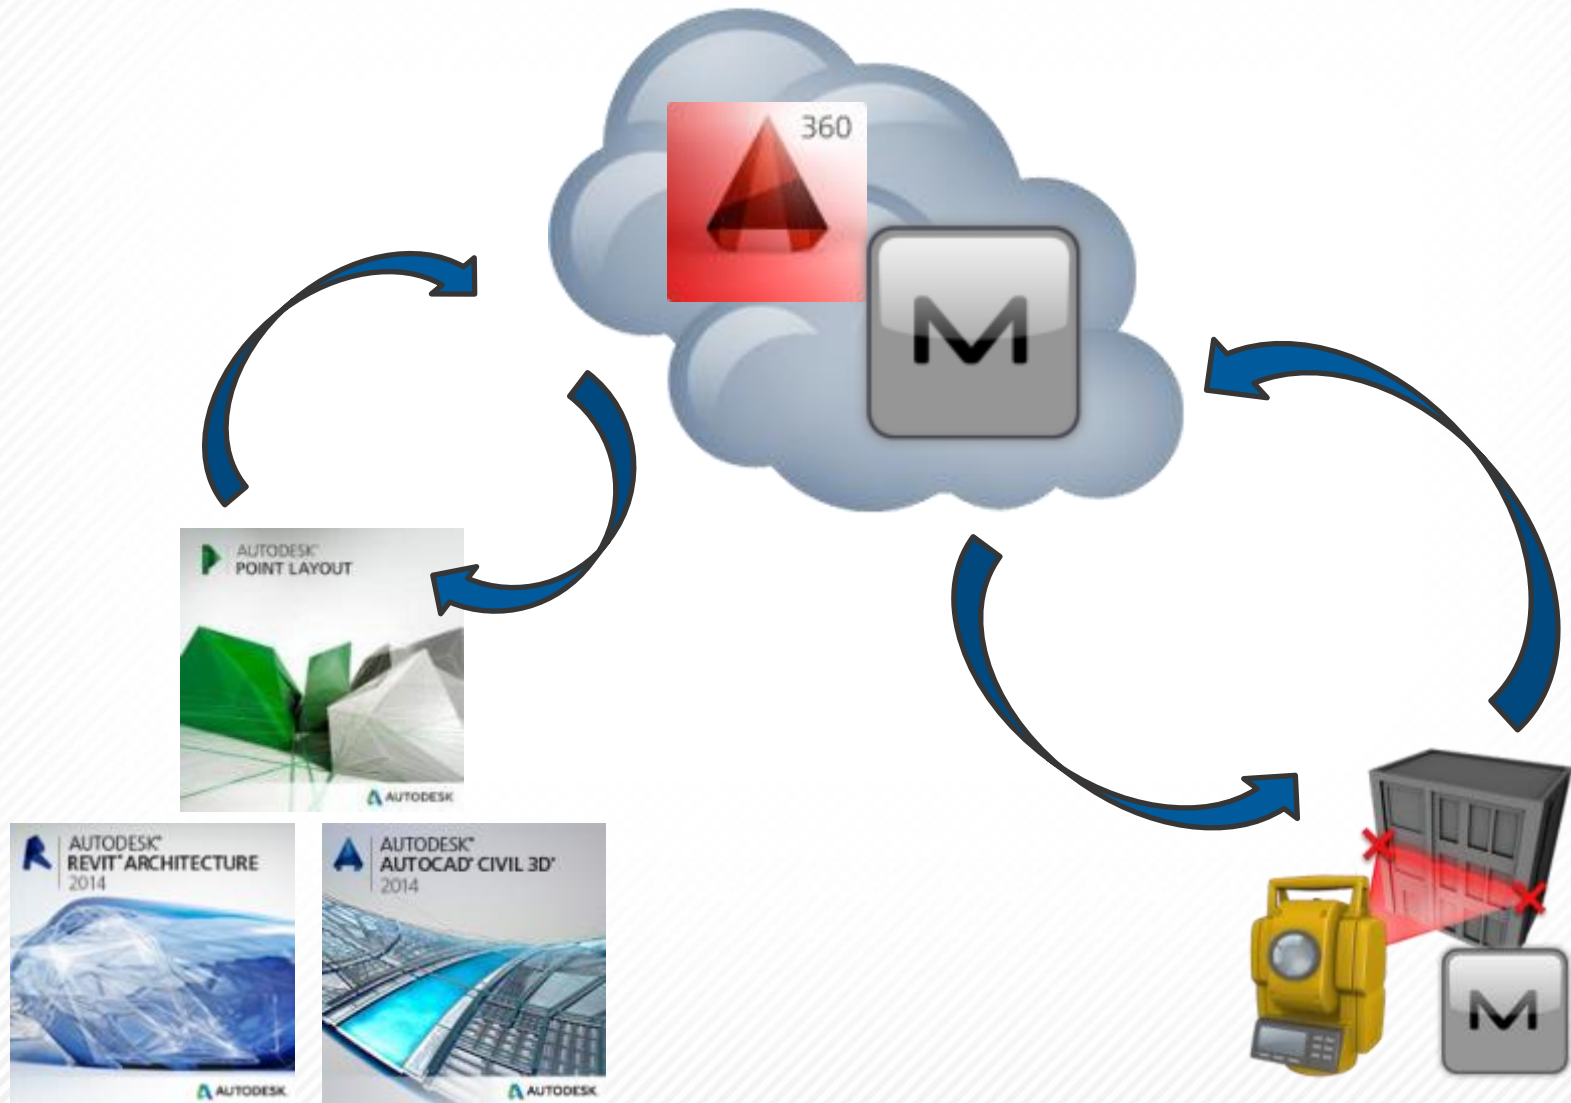 360
M
AUTODESK®
POINT LAYOUT
AUTODESK
AUTODESK®
REVIT® ARCHITECTURE
2014
AUTODESK
AUTODESK®
AUTOCAD® CIVIL 3D®
2014
AUTODESK
M